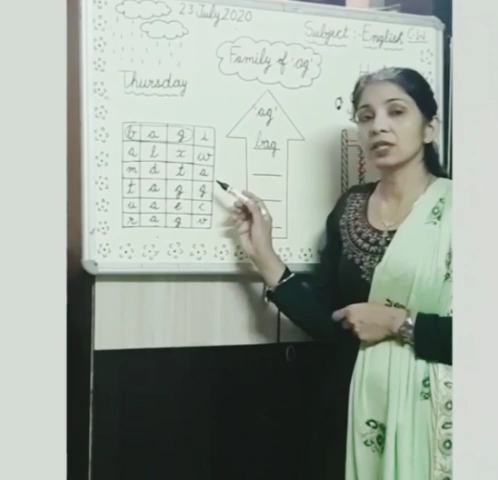 23 July 2020
Subject :- English C.W.
Family of 'ag'
Thursday
'ag'
bag
b a g i
a l x w
m d t a
t a g g
u a e c
r a g v